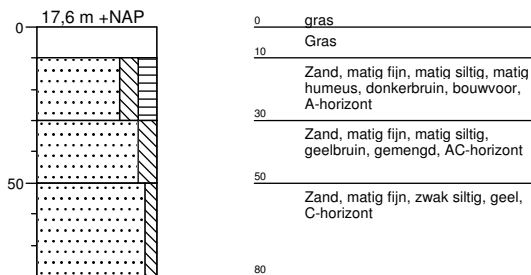 17,6 m +NAP
0
50
0 gras
Gras
10
Zand, matig fijn, matig siltig, matig
humeus, donkerbruin, bouwvoor,
A-horizont
30
Zand, matig fijn, matig siltig,
geelbruin, gemengd, AC-horizont
50
Zand, matig fijn, zwak siltig, geel,
C-horizont
80